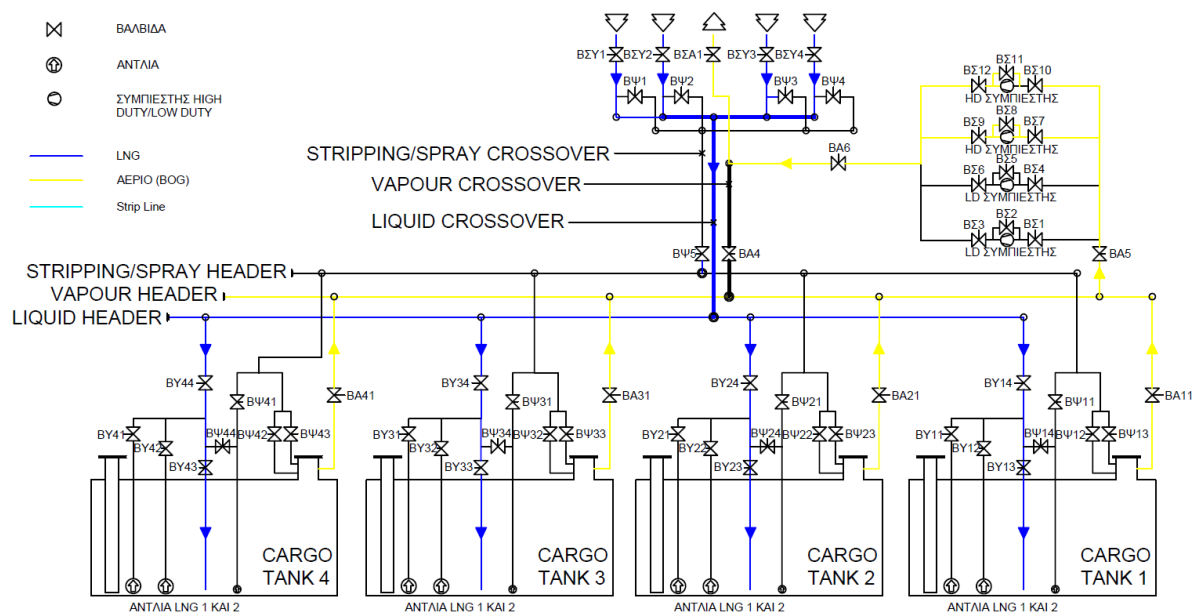 ΒΑΛΒΙΔΑ
ΑΝΤΛΙΑ
ΣΥΜΠΙΕΣΤΗΣ HIGH
DUTY/LOW DUTY
LNG
ΑΕΡΙΟ (BOG)
Strip Line
ΒΣΥ1 ΒΣΥ2 ΒΣΑ1 ΒΣΥ3 ΒΣΥ4
ΒΨ1 ΒΨ2 ΒΨ3 ΒΨ4
ΒΣ11
ΒΣ12 ΒΣ10
HD ΣΥΜΠΙΕΣΤΗΣ
ΒΣ8
ΒΣ9 ΒΣ7
HD ΣΥΜΠΙΕΣΤΗΣ
ΒΣ5
ΒΣ6 ΒΣ4
LD ΣΥΜΠΙΕΣΤΗΣ
ΒΣ2
ΒΣ3 ΒΣ1
LD ΣΥΜΠΙΕΣΤΗΣ
STRIPPING/SPRAY CROSSOVER
ΒΑ6
VAPOUR CROSSOVER
LIQUID CROSSOVER
ΒΨ5 ΒΑ4 ΒΑ5
STRIPPING/SPRAY HEADER
VAPOUR HEADER
LIQUID HEADER
ΒΥ44 ΒΥ34 ΒΥ24 ΒΥ14
ΒΨ41 ΒΑ41 ΒΨ31 ΒΑ31 ΒΨ21 ΒΑ21 ΒΨ11 ΒΑ11
ΒΥ41 ΒΥ42 ΒΨ44 ΒΨ42 ΒΨ43 ΒΥ31 ΒΥ32 ΒΨ34 ΒΨ32 ΒΨ33 ΒΥ21 ΒΥ22 ΒΨ24 ΒΨ22 ΒΨ23 ΒΥ11 ΒΥ12 ΒΨ14 ΒΨ12 ΒΨ13
ΒΥ43 ΒΥ33 ΒΥ23 ΒΥ13
CARGO CARGO CARGO CARGO
TANK 4 TANK 3 TANK 2 TANK 1
ΑΝΤΛΙΑ LNG 1 ΚΑΙ 2 ΑΝΤΛΙΑ LNG 1 ΚΑΙ 2 ΑΝΤΛΙΑ LNG 1 ΚΑΙ 2 ΑΝΤΛΙΑ LNG 1 ΚΑΙ 2